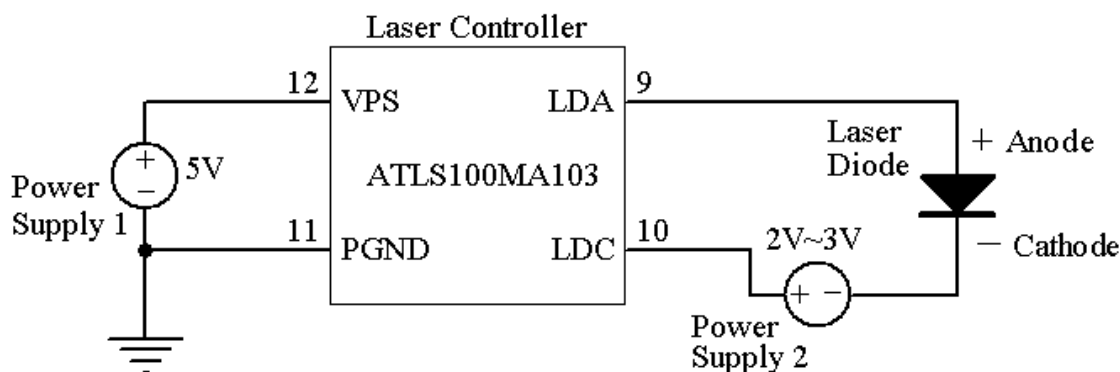 Laser Controller
12
VPS
LDA
9
+
−
5V
Power
Supply 1
ATLS100MA103
Laser
Diode
+ Anode
− Cathode
11
PGND
LDC
10
2V~3V
+ −
Power
Supply 2